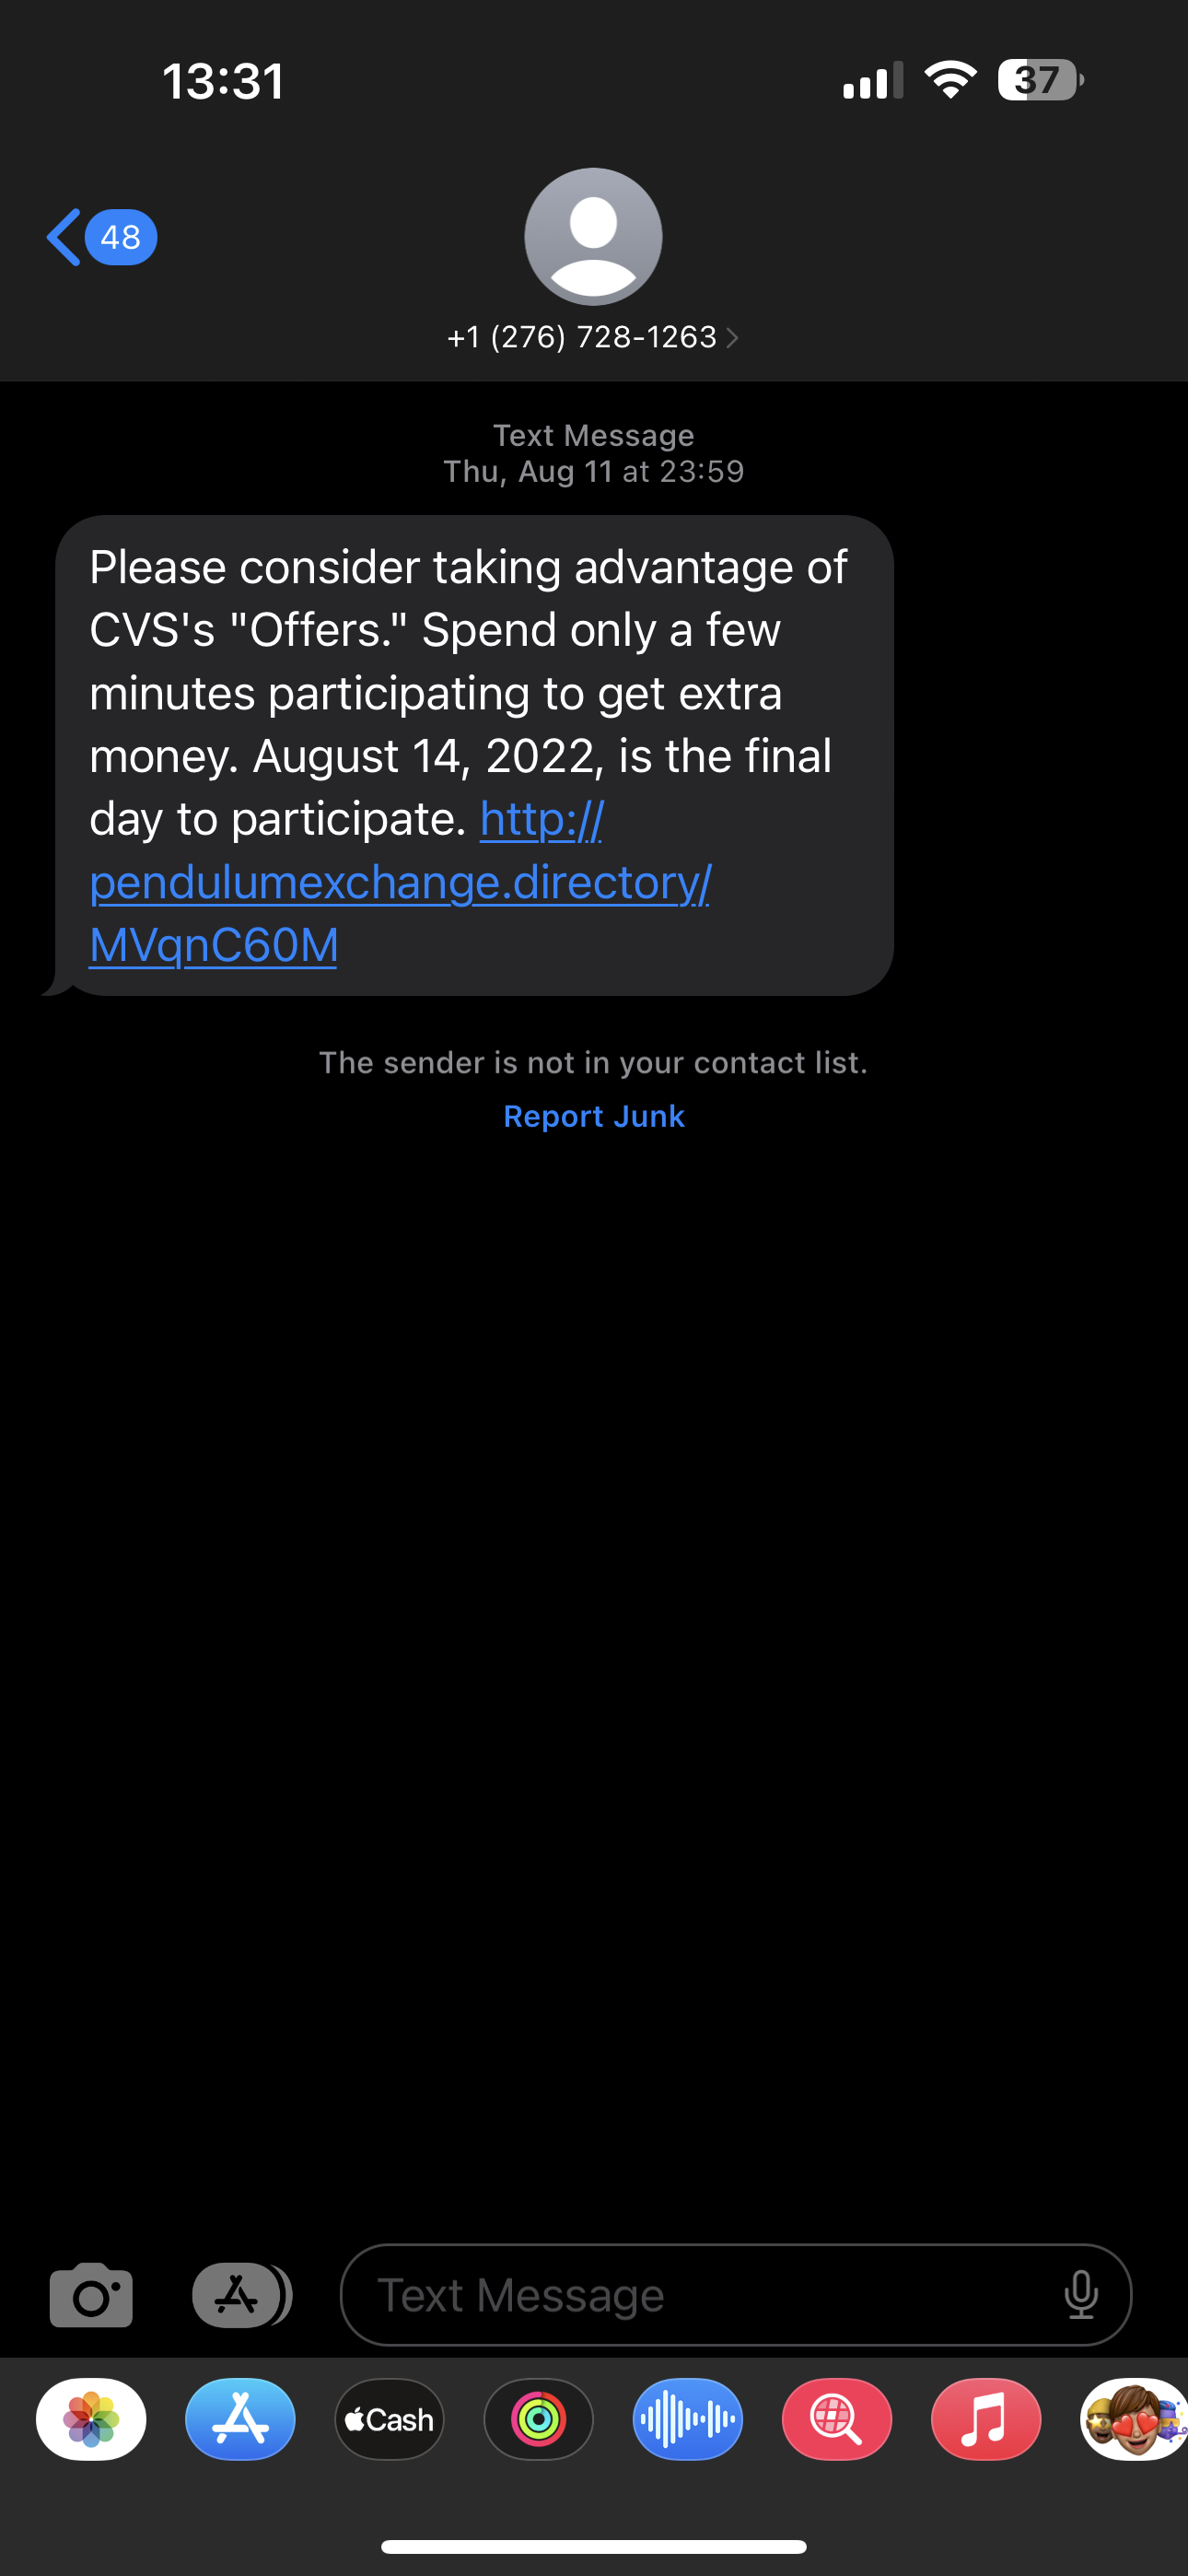 13:31
37
48
+1 (276) 728-1263
Text Message
Thu, Aug 11 at 23:59
Please consider taking advantage of
CVS's "Offers." Spend only a few
minutes participating to get extra
money. August 14, 2022, is the final
day to participate. http://
pendulumexchange.directory/
MVqnC60M
The sender is not in your contact list.
Report Junk
Text Message
Cash